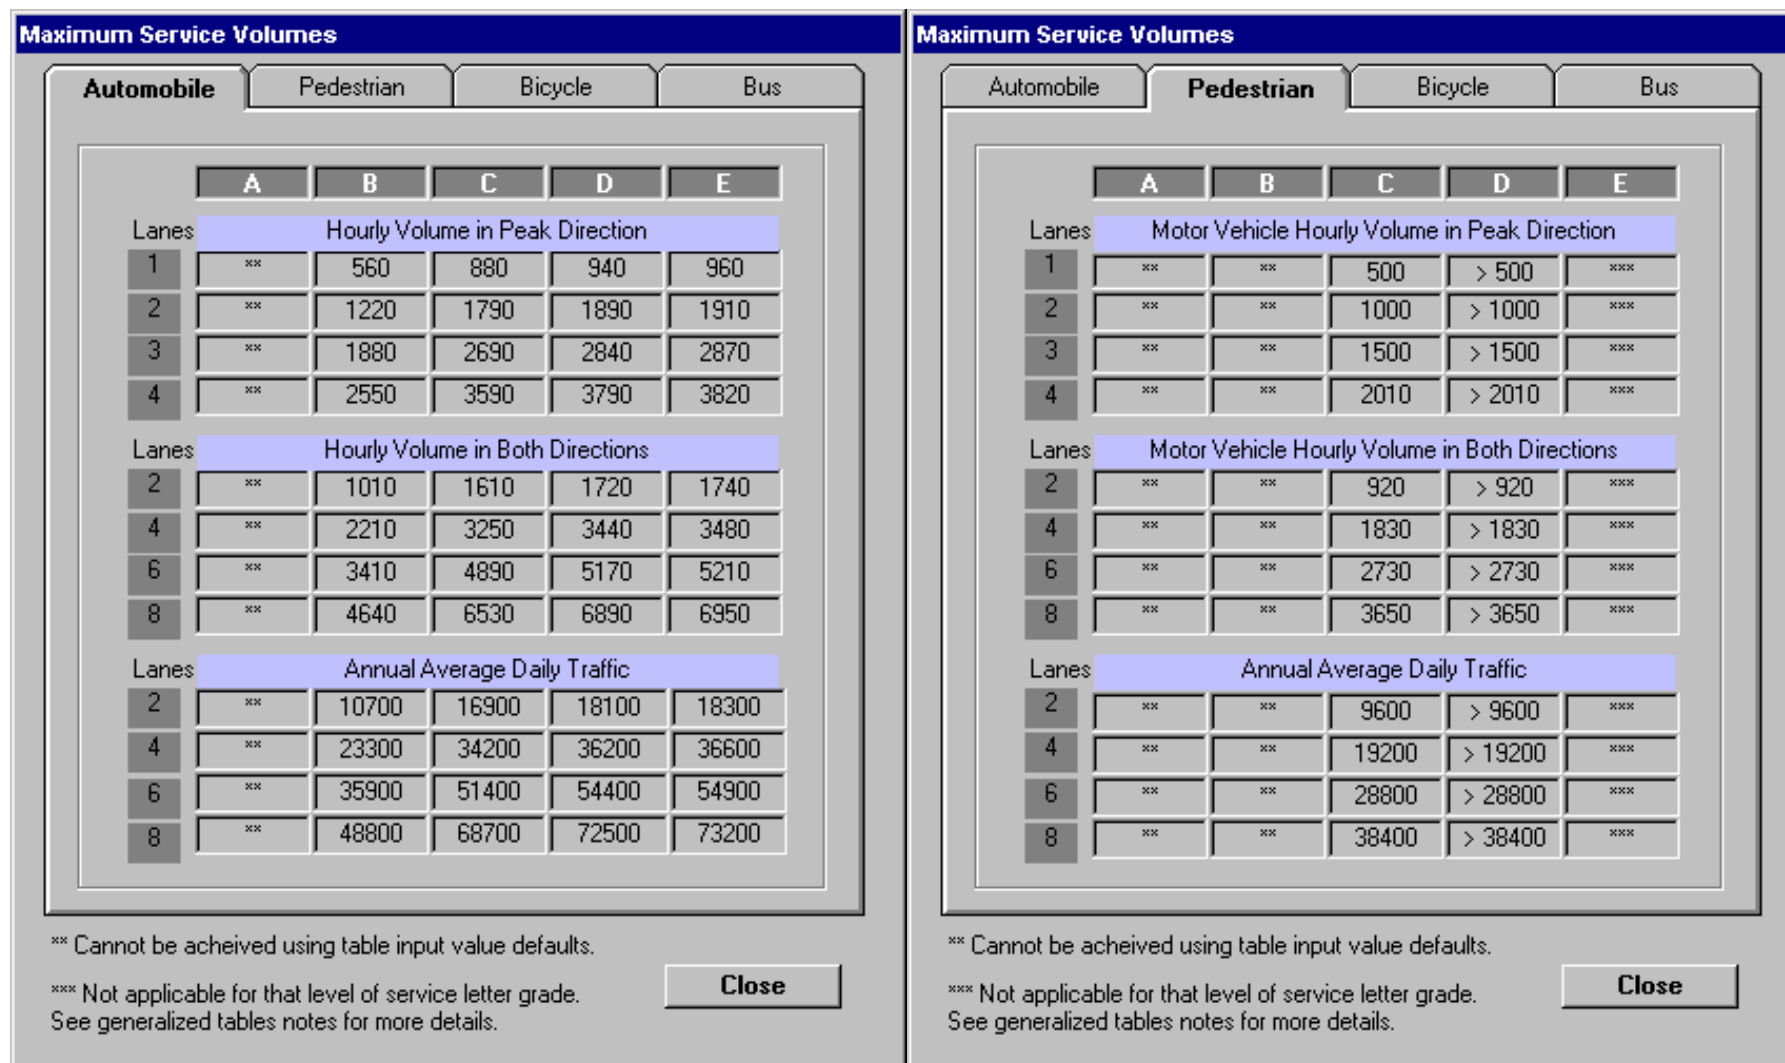 Maximum Service Volumes
Automobile Pedestrian Bicycle Bus
A B C D E
Lanes Hourly Volume in Peak Direction
1 ** 560 880 940 960
2 ** 1220 1790 1890 1910
3 ** 1880 2690 2840 2870
4 ** 2550 3590 3790 3820
Lanes Hourly Volume in Both Directions
2 ** 1010 1610 1720 1740
4 ** 2210 3250 3440 3480
6 ** 3410 4890 5170 5210
8 ** 4640 6530 6890 6950
Lanes Annual Average Daily Traffic
2 ** 10700 16900 18100 18300
4 ** 23300 34200 36200 36600
6 ** 35900 51400 54400 54900
8 ** 48800 68700 72500 73200
** Cannot be acheived using table input value defaults.
*** Not applicable for that level of service letter grade.
See generalized tables notes for more details.
Close
Maximum Service Volumes
Automobile Pedestrian Bicycle Bus
A B C D E
Lanes Motor Vehicle Hourly Volume in Peak Direction
1 ** ** 500 > 500 ***
2 ** ** 1000 > 1000 ***
3 ** ** 1500 > 1500 ***
4 ** ** 2010 > 2010 ***
Lanes Motor Vehicle Hourly Volume in Both Directions
2 ** ** 920 > 920 ***
4 ** ** 1830 > 1830 ***
6 ** ** 2730 > 2730 ***
8 ** ** 3650 > 3650 ***
Lanes Annual Average Daily Traffic
2 ** ** 9600 > 9600 ***
4 ** ** 19200 > 19200 ***
6 ** ** 28800 > 28800 ***
8 ** ** 38400 > 38400 ***
** Cannot be acheived using table input value defaults.
*** Not applicable for that level of service letter grade.
See generalized tables notes for more details.
Close